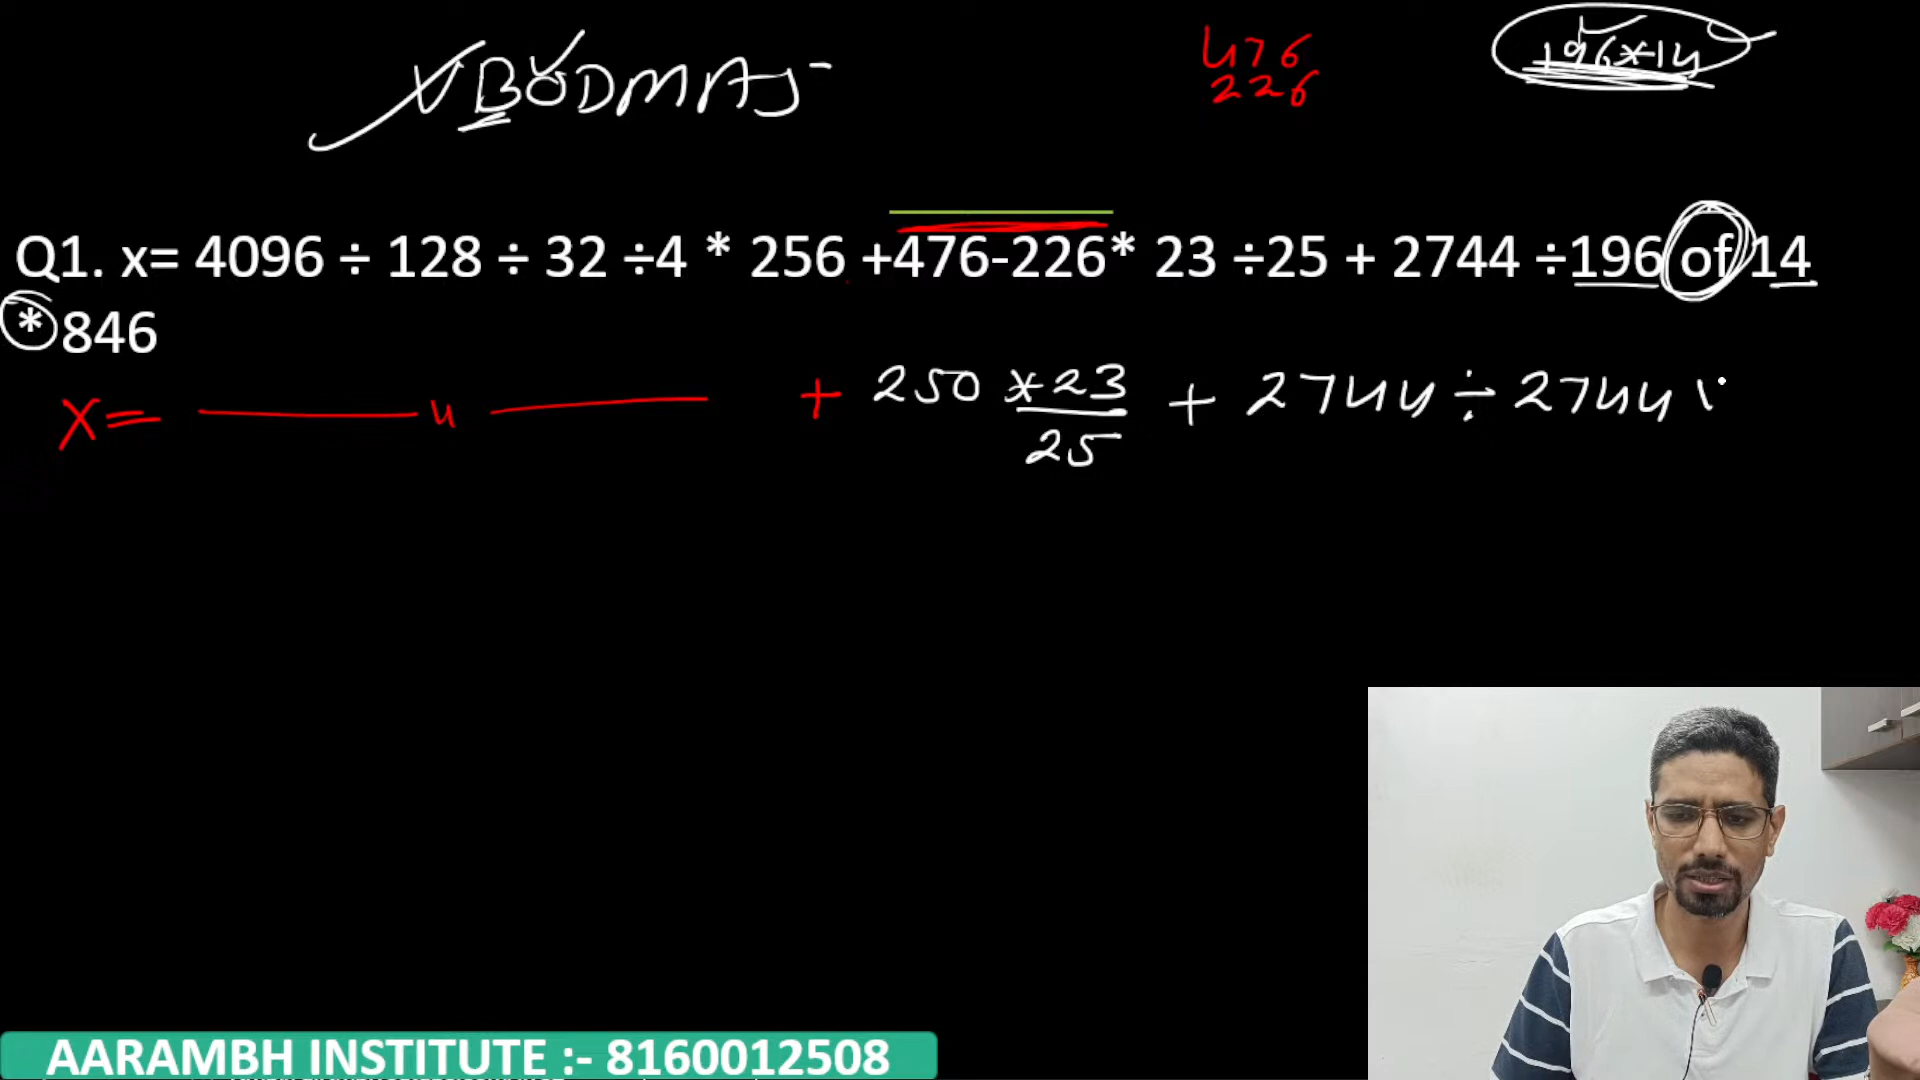 VBODMAS
476
226
196*14
Q1. x= 4096 ÷ 128 ÷ 32 ÷4 * 256 +476-226* 23 ÷25 + 2744 ÷196 of 14
*846
X= — 4 — + 250 *23/25 + 2744 ÷ 2744
AARAMBH INSTITUTE :- 8160012508